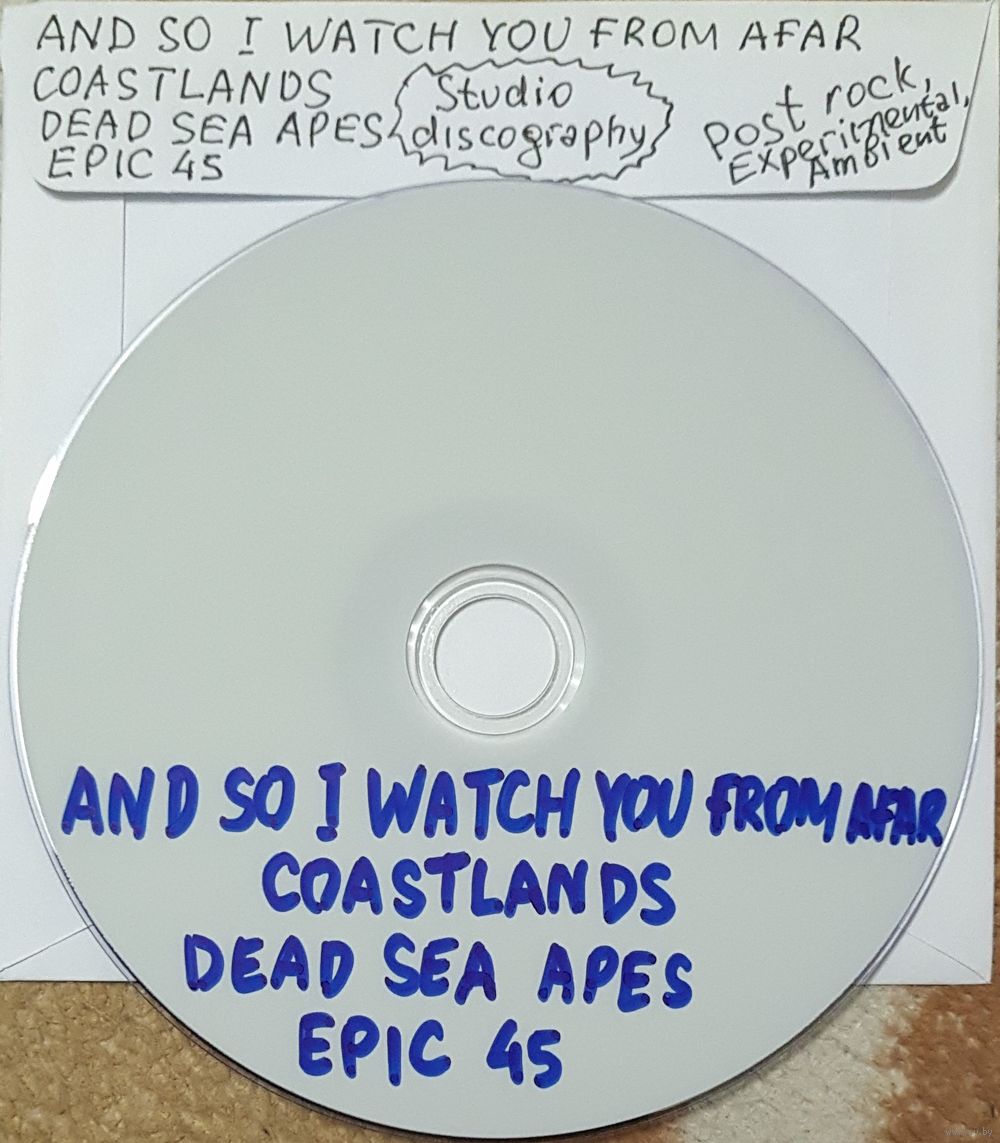 AND SO I WATCH YOU FROM AFAR
COASTLANDS
DEAD SEA APES
EPIC 45
Studio
discography
Post rock,
Experimental,
Ambient
AND SO I WATCH YOU FROM AFAR
COASTLANDS
DEAD SEA APES
EPIC 45